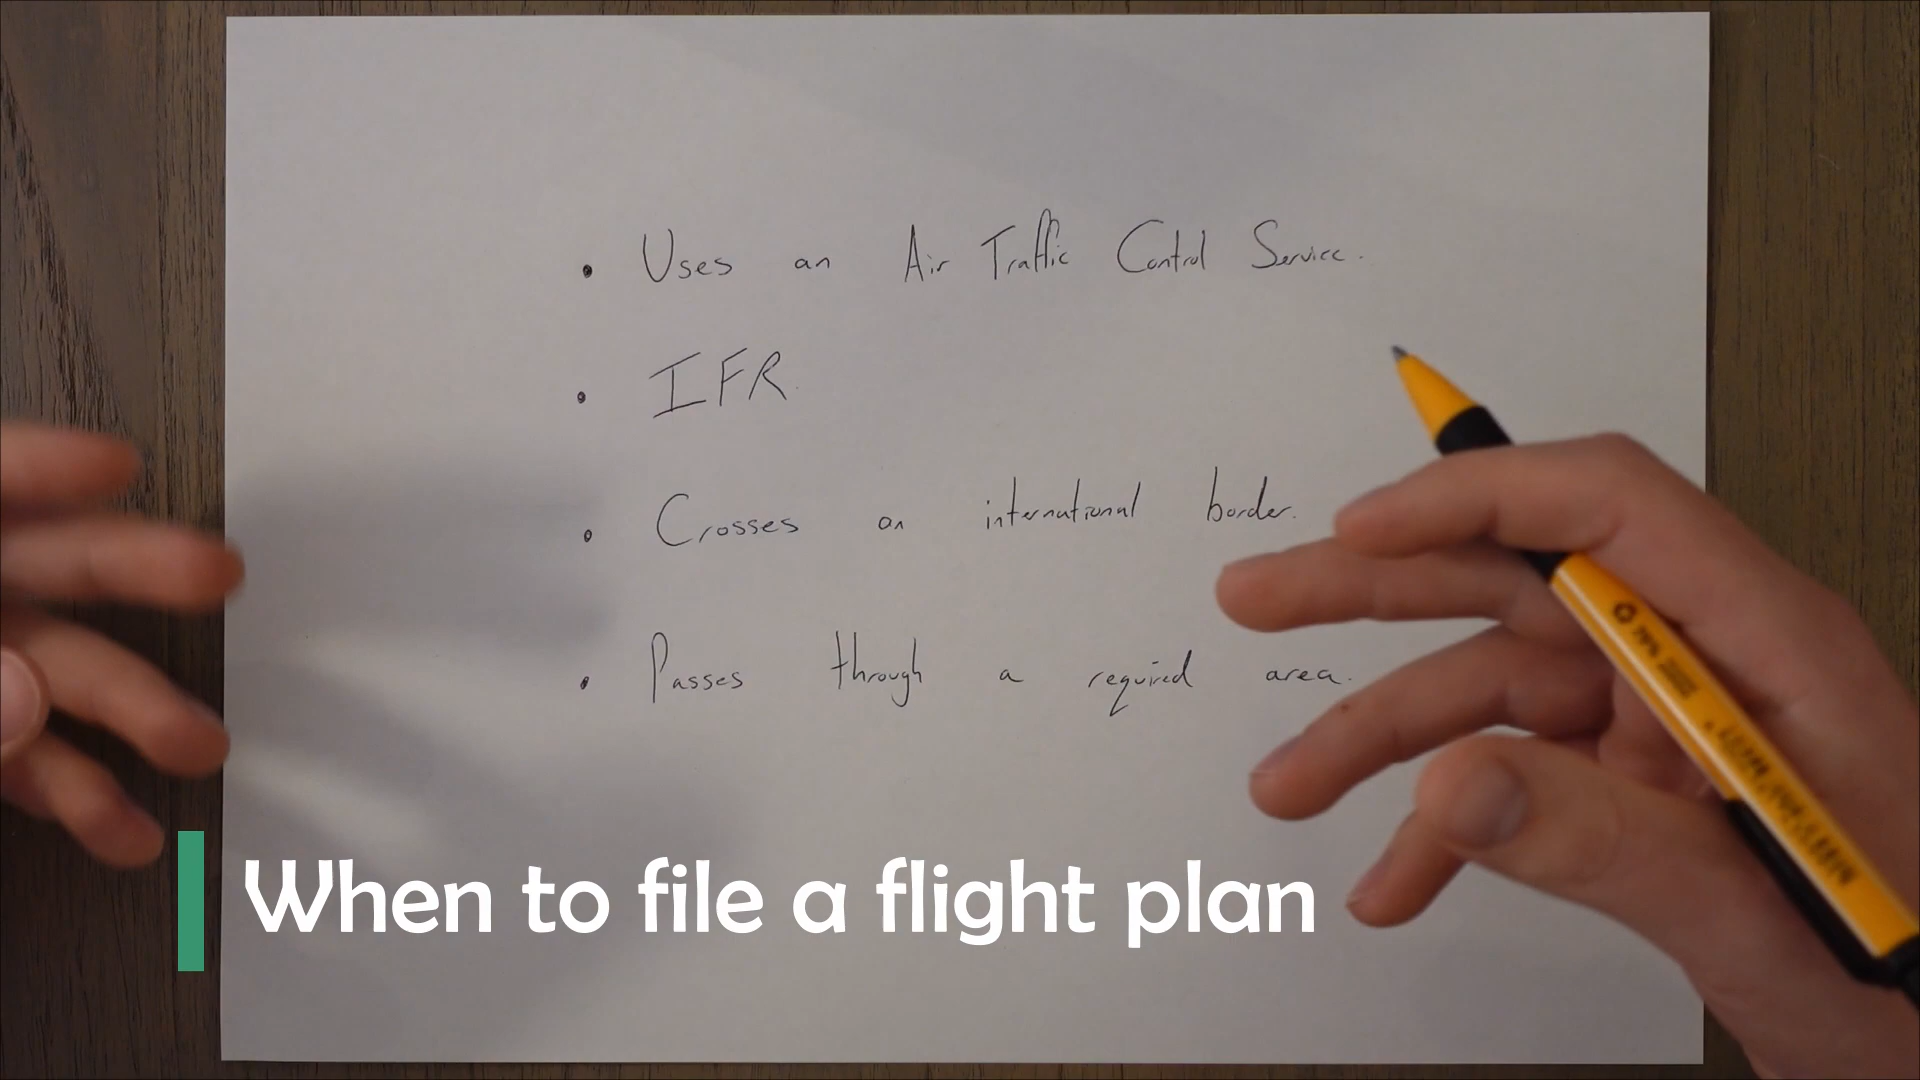 • Uses an Air Traffic Control Service.
• IFR
• Crosses an international border.
• Passes through a required area.
When to file a flight plan